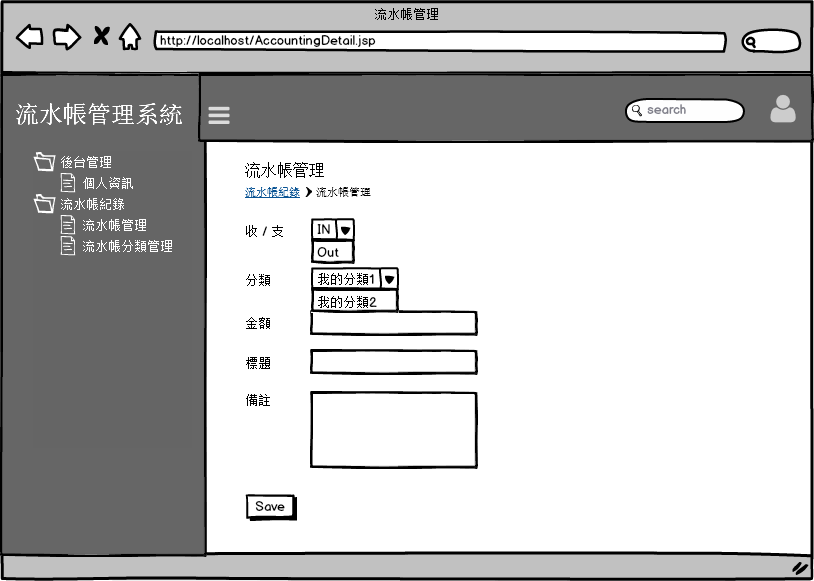 流水帳管理
http://localhost/AccountingDetail.jsp
流水帳管理系統
search
後台管理
個人資訊
流水帳紀錄
流水帳管理
流水帳分類管理
流水帳管理
流水帳紀錄 > 流水帳管理
收 / 支
IN
Out
分類
我的分類1
我的分類2
金額
標題
備註
Save